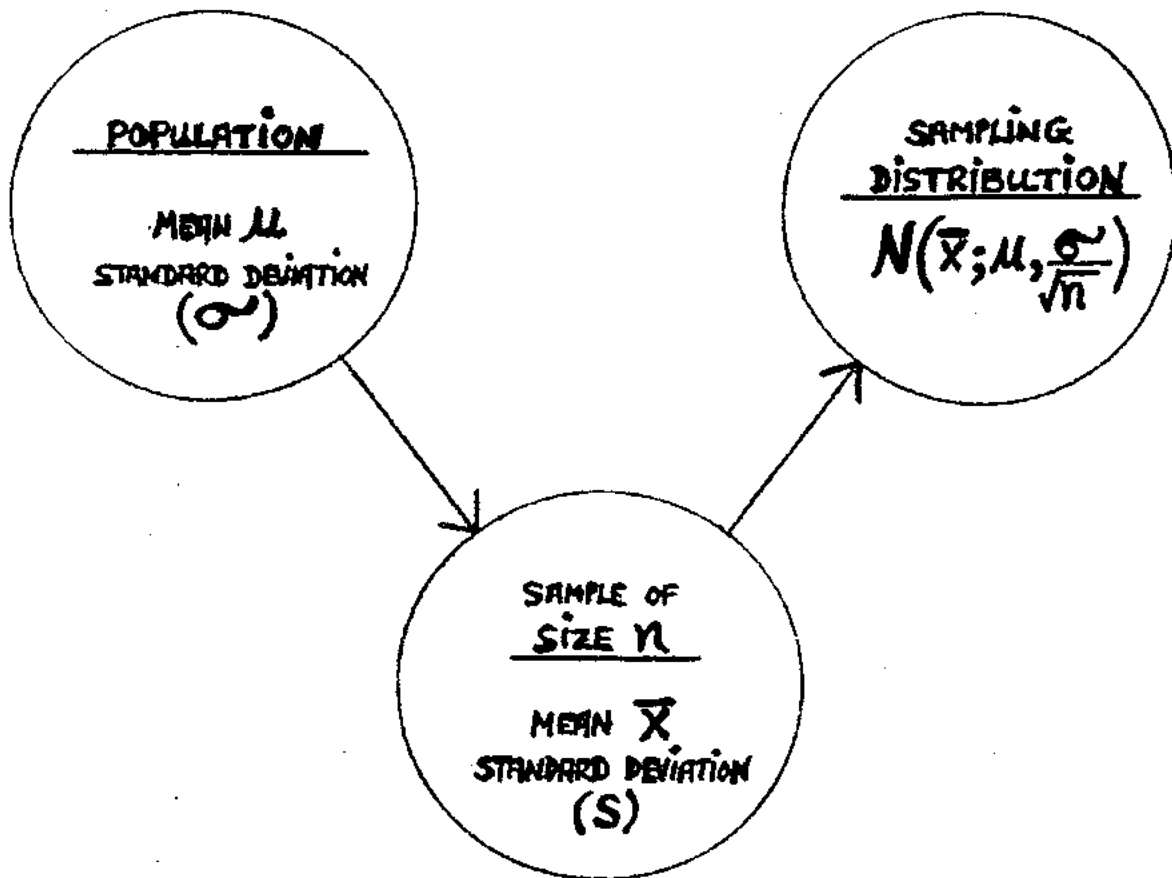 POPULATION
MEAN μ
STANDARD DEVIATION
(σ)
SAMPLING
DISTRIBUTION
N(x̄; μ, σ/√n)
SAMPLE OF
SIZE n
MEAN x̄
STANDARD DEVIATION
(S)